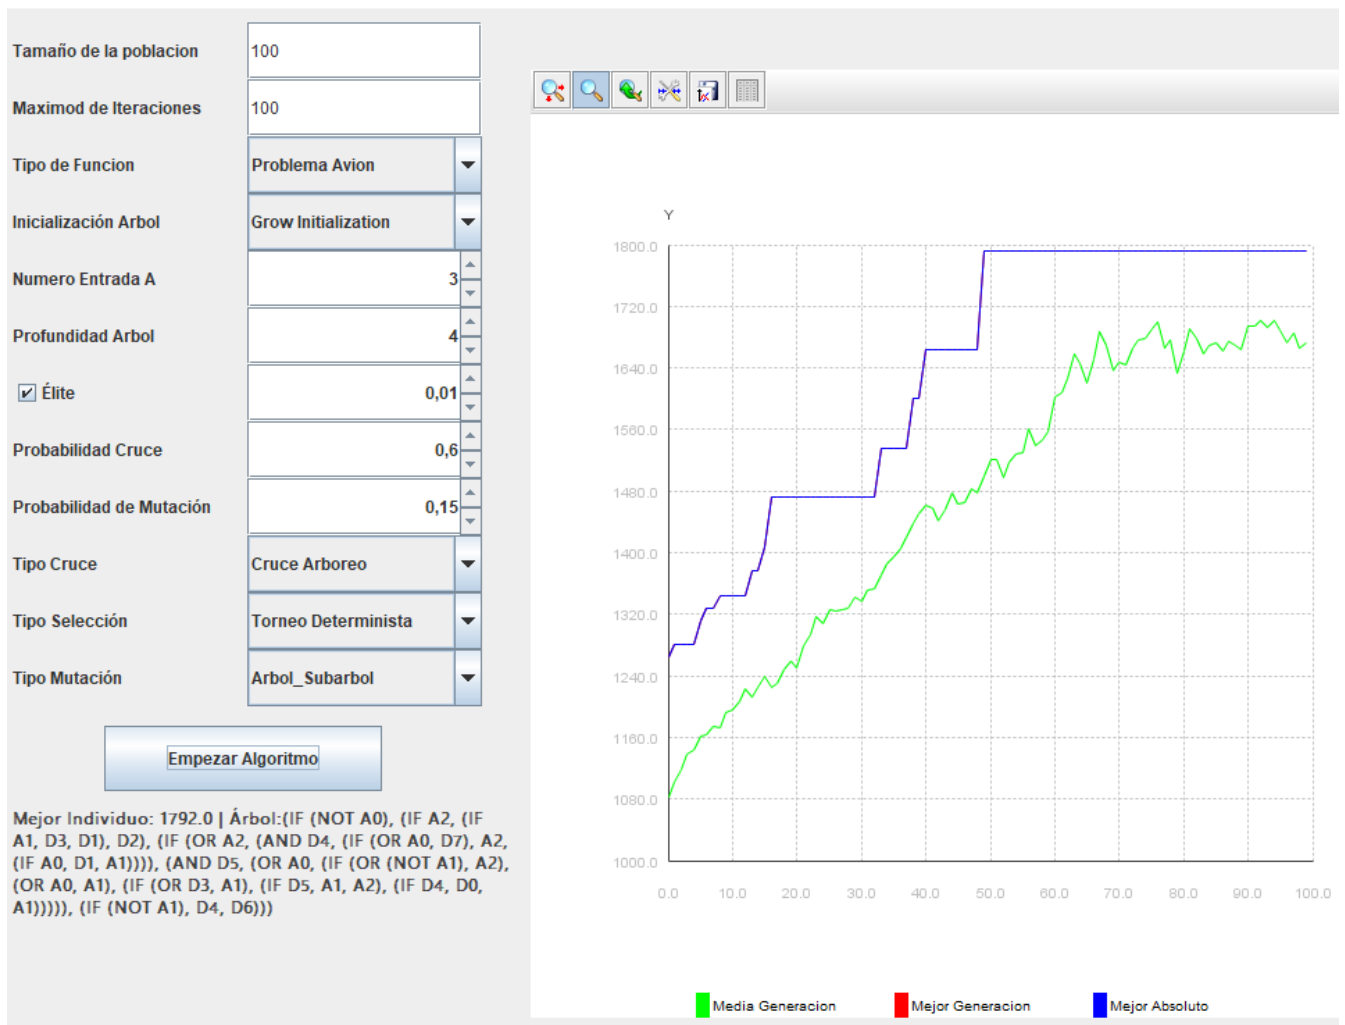 Tamaño de la poblacion
100
Maximod de Iteraciones
100
Tipo de Funcion
Problema Avion
Inicialización Arbol
Grow Initialization
Numero Entrada A
3
Profundidad Arbol
4
Élite
0,01
Probabilidad Cruce
0,6
Probabilidad de Mutación
0,15
Tipo Cruce
Cruce Arboreo
Tipo Selección
Torneo Determinista
Tipo Mutación
Arbol_Subarbol
Empezar Algoritmo
Mejor Individuo: 1792.0 | Árbol:(IF (NOT A0), (IF A2, (IF
A1, D3, D1), D2), (IF (OR A2, (AND D4, (IF (OR A0, D7), A2,
(IF A0, D1, A1)))), (AND D5, (OR A0, (IF (OR (NOT A1), A2),
(OR A0, A1), (IF (OR D3, A1), (IF D5, A1, A2), (IF D4, D0,
A1))))), (IF (NOT A1), D4, D6)))
Y
1800.0
1720.0
1640.0
1560.0
1480.0
1400.0
1320.0
1240.0
1160.0
1080.0
1000.0
0.0 10.0 20.0 30.0 40.0 50.0 60.0 70.0 80.0 90.0 100.0
Media Generacion Mejor Generacion Mejor Absoluto